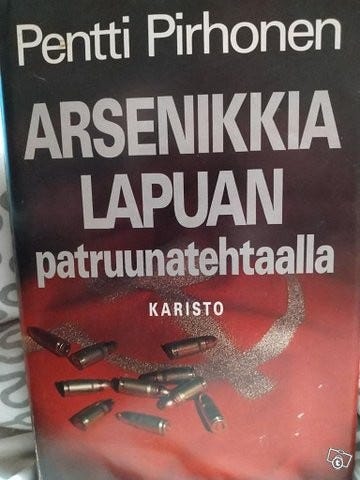 Pentti Pirhonen
ARSENIKKIA
LAPUAN
patruunatehtaalla
KARISTO